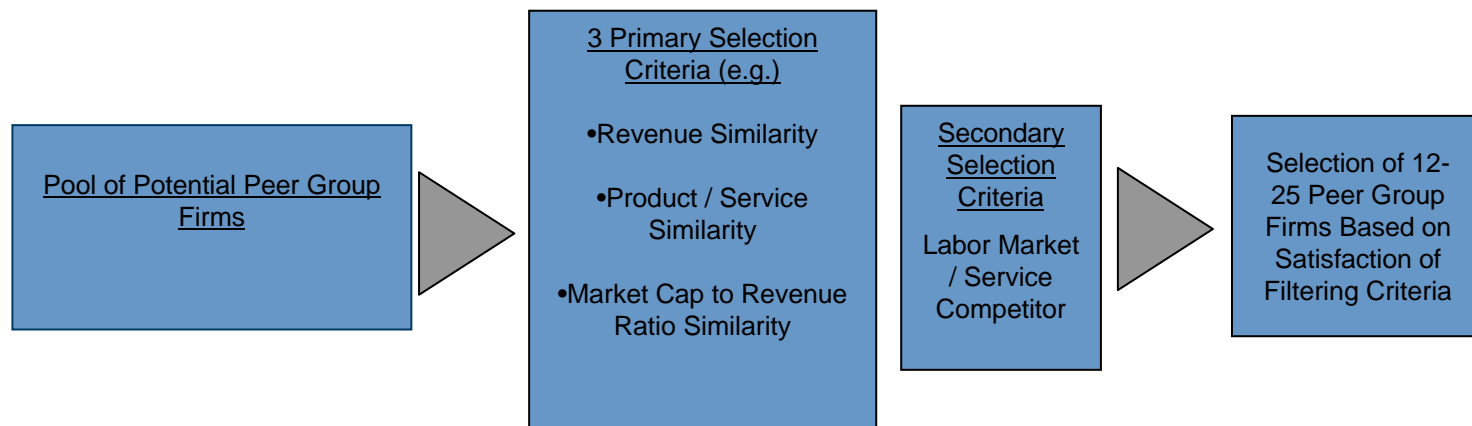 Pool of Potential Peer Group
Firms
3 Primary Selection
Criteria (e.g.)
•Revenue Similarity
•Product / Service
Similarity
•Market Cap to Revenue
Ratio Similarity
Secondary
Selection
Criteria
Labor Market
/ Service
Competitor
Selection of 12-
25 Peer Group
Firms Based on
Satisfaction of
Filtering Criteria